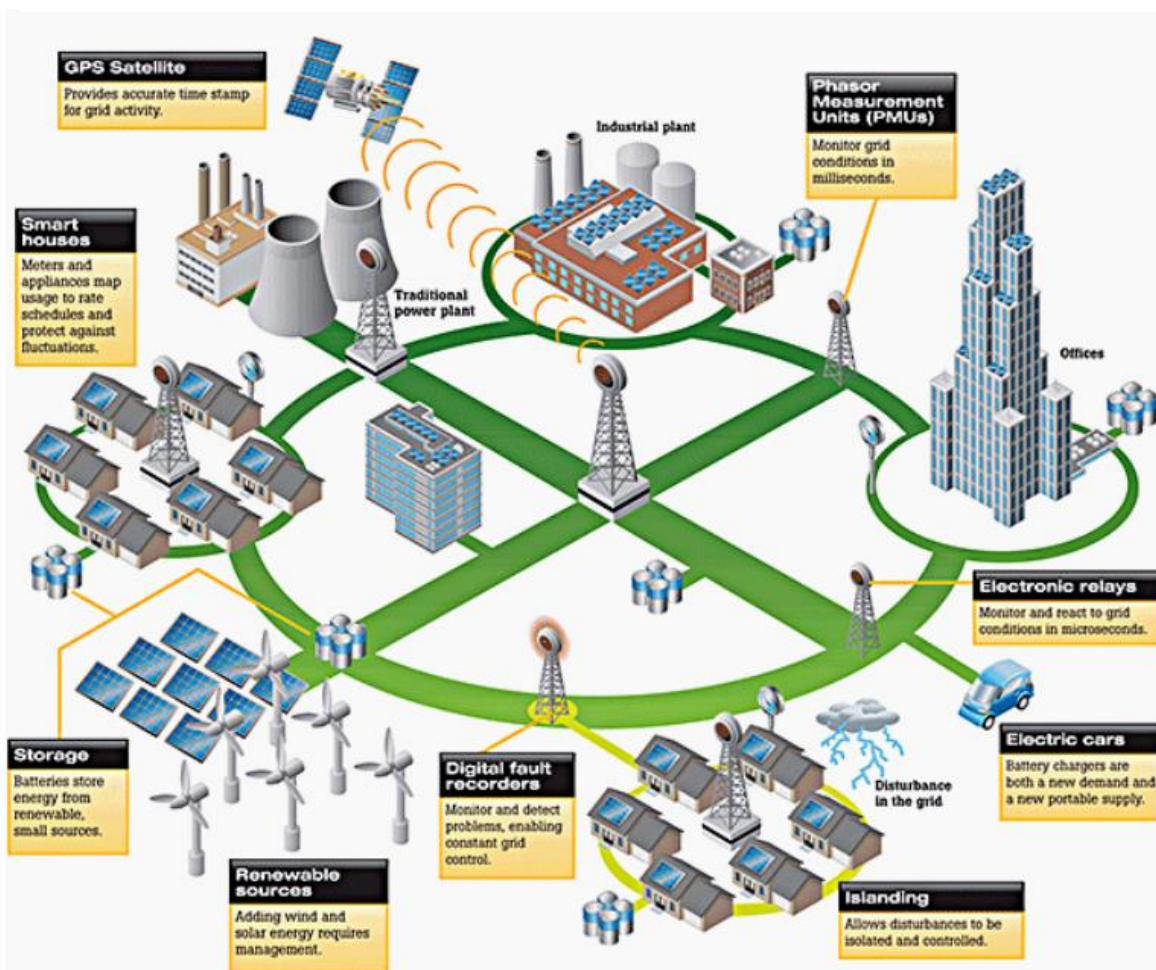 GPS Satellite
Provides accurate time stamp
for grid activity.
Industrial plant
Phasor
Measurement
Units (PMUs)
Monitor grid
conditions in
milliseconds.
Smart
houses
Meters and
appliances map
usage to rate
schedules and
protect against
fluctuations.
Traditional
power plant
Offices
Electronic relays
Monitor and react to grid
conditions in microseconds.
Storage
Batteries store
energy from
renewable,
small sources.
Digital fault
recorders
Monitor and detect
problems, enabling
constant grid
control.
Disturbance
in the grid
Electric cars
Battery chargers are
both a new demand and
a new portable supply.
Renewable
sources
Adding wind and
solar energy requires
management.
Islanding
Allows disturbances to be
isolated and controlled.